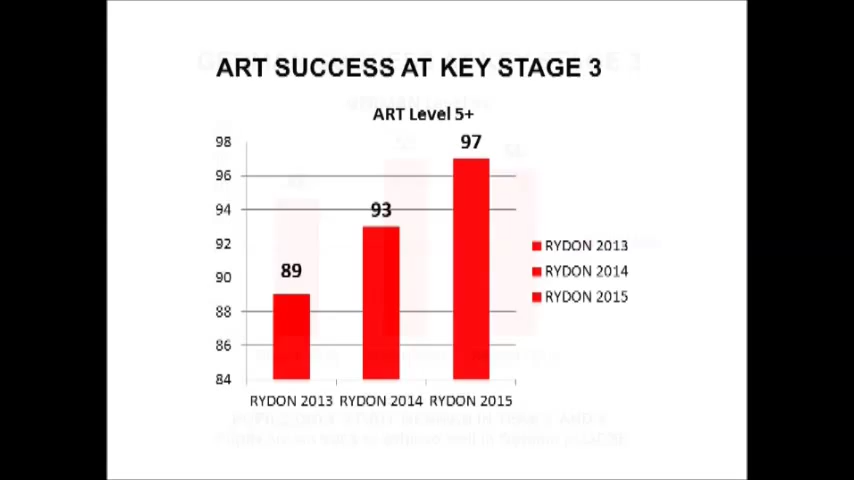 ART SUCCESS AT KEY STAGE 3
ART Level 5+
98
96
94
92
90
88
86
84
89
93
97
RYDON 2013
RYDON 2014
RYDON 2015
RYDON 2013 RYDON 2014 RYDON 2015